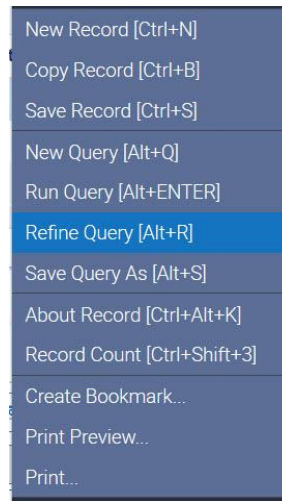 New Record [Ctrl+N]
Copy Record [Ctrl+B]
Save Record [Ctrl+S]
New Query [Alt+Q]
Run Query [Alt+ENTER]
Refine Query [Alt+R]
Save Query As [Alt+S]
About Record [Ctrl+Alt+K]
Record Count [Ctrl+Shift+3]
Create Bookmark...
Print Preview...
Print...